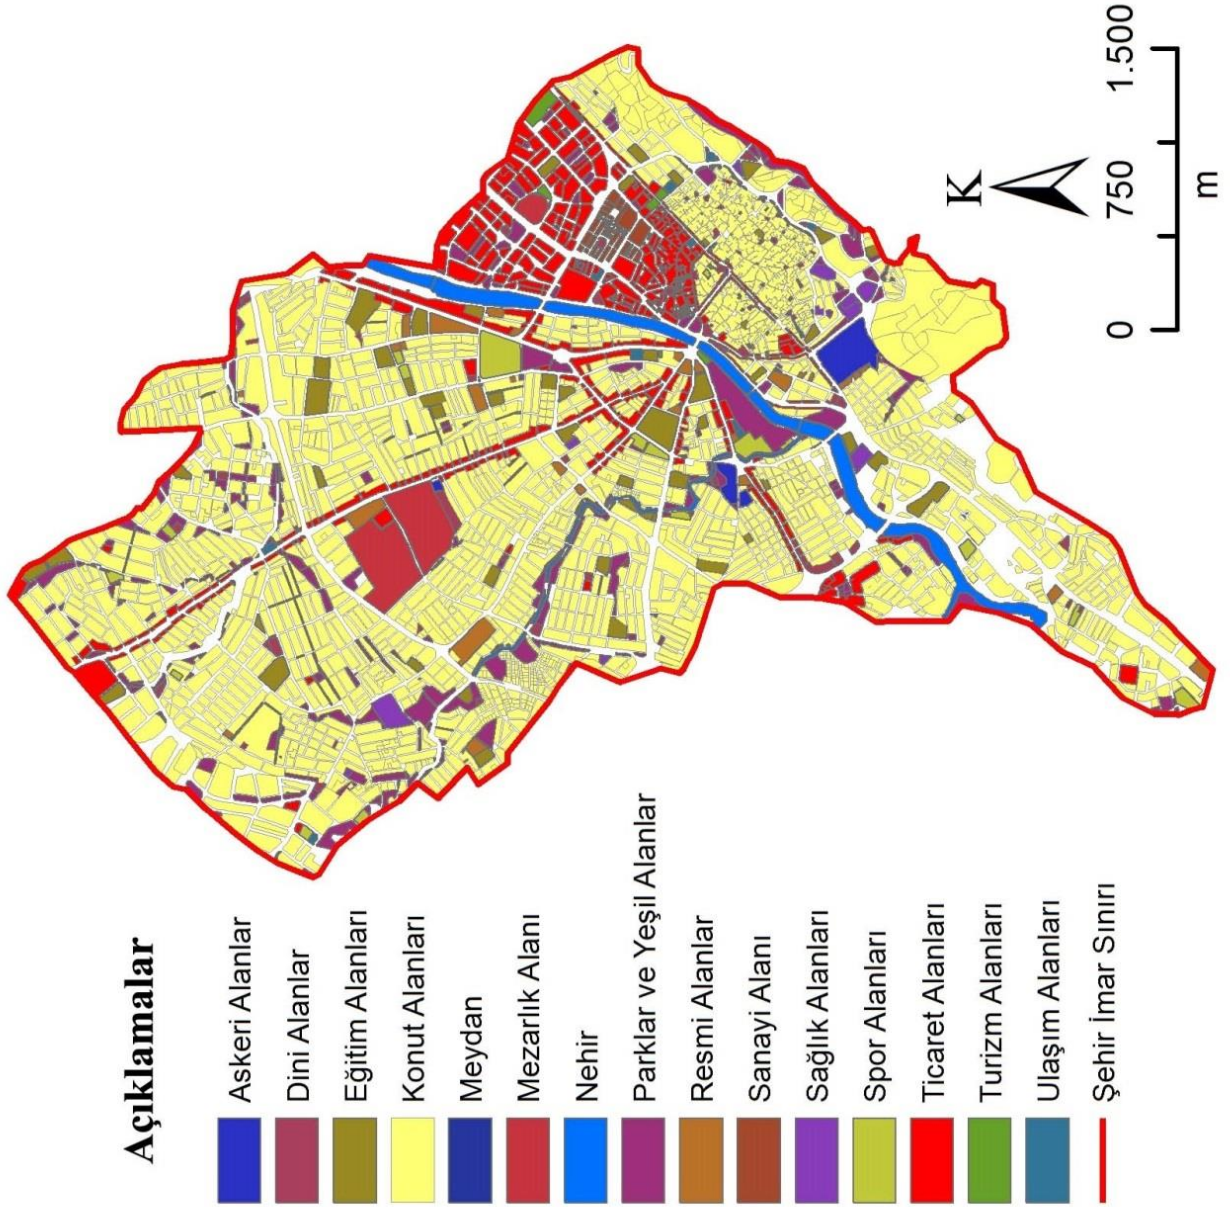 Açıklamalar
Askeri Alanlar
Dini Alanlar
Eğitim Alanları
Konut Alanları
Meydan
Mezarlık Alanı
Nehir
Parklar ve Yeşil Alanlar
Resmi Alanlar
Sanayi Alanı
Sağlık Alanları
Spor Alanları
Ticaret Alanları
Turizm Alanları
Ulaşım Alanları
Şehir İmar Sınırı
K
0 750 1.500
m